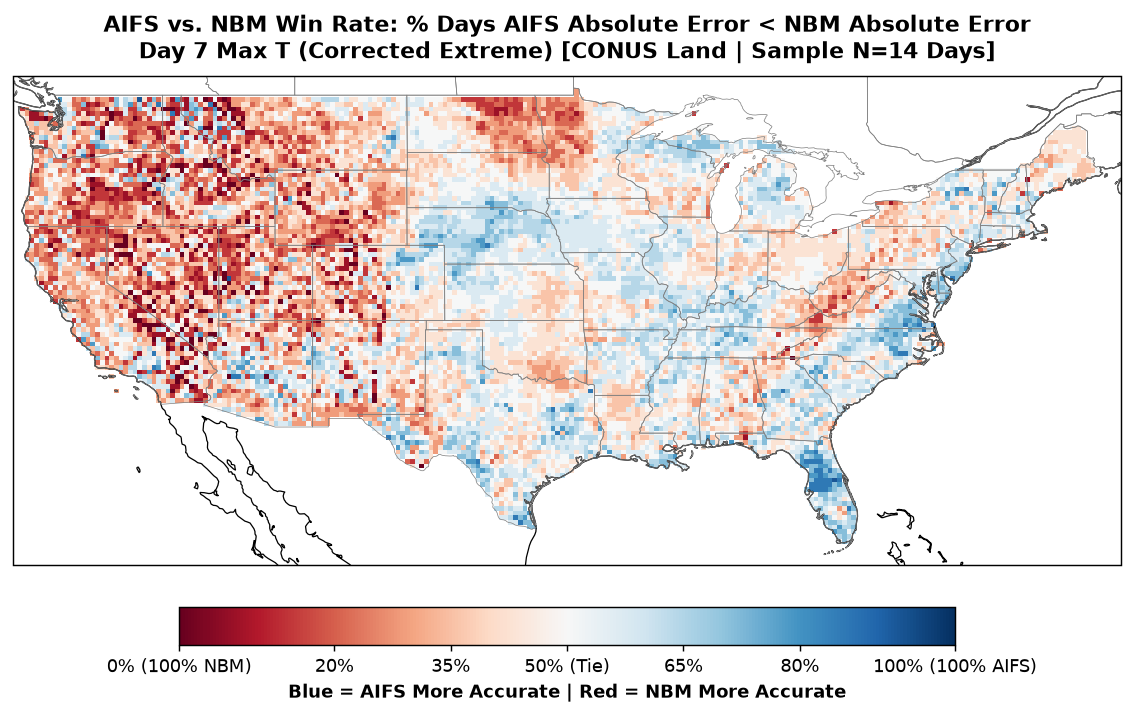 AIFS vs. NBM Win Rate: % Days AIFS Absolute Error < NBM Absolute Error
Day 7 Max T (Corrected Extreme) [CONUS Land | Sample N=14 Days]
0% (100% NBM) 20% 35% 50% (Tie) 65% 80% 100% (100% AIFS)
Blue = AIFS More Accurate | Red = NBM More Accurate